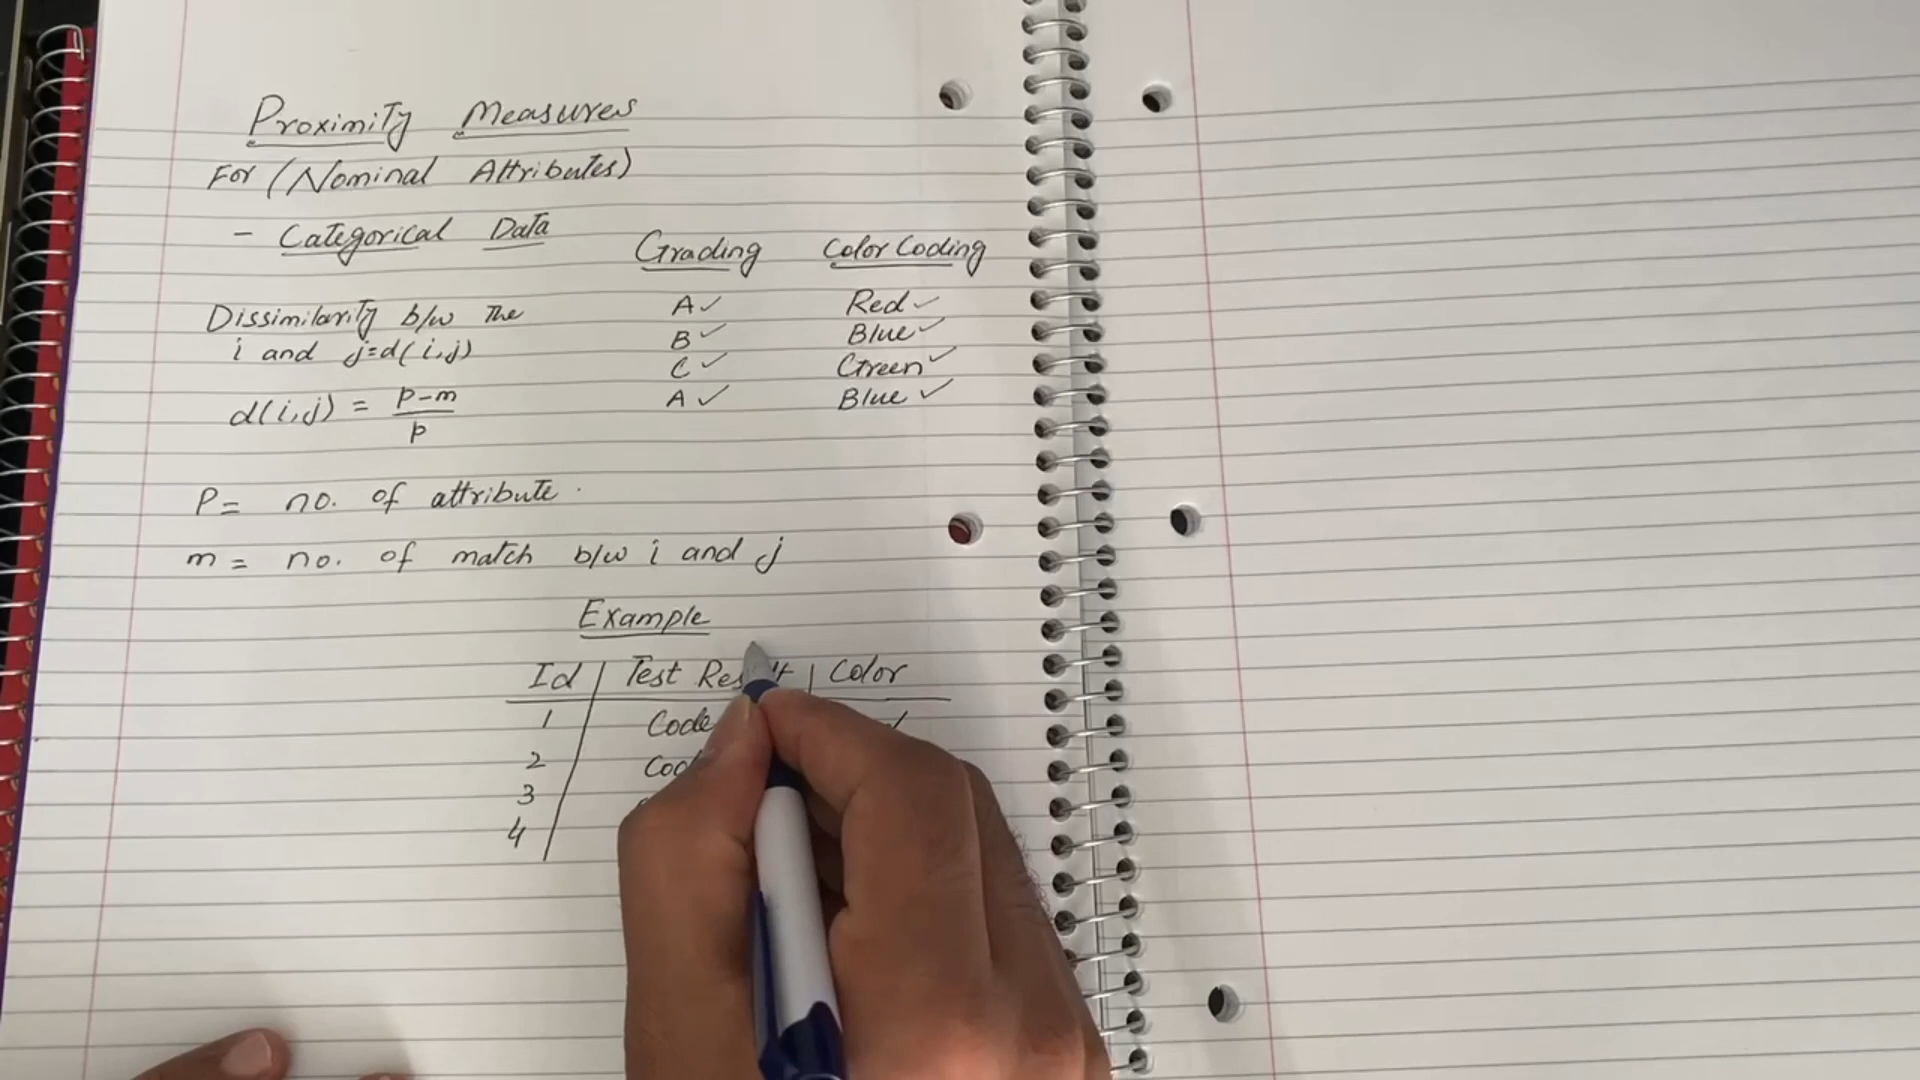 Proximity Measures
For (Nominal Attributes)
- Categorical Data
Grading Color Coding
Dissimilarity b/w the
i and j=d(i,j)
A✓ Red✓
B✓ Blue✓
C✓ Green✓
A✓ Blue✓
d(i,j) = p-m
p
P= no. of attribute.
m= no. of match b/w i and j
Example
Id Test Color
1 Code
2
3
4